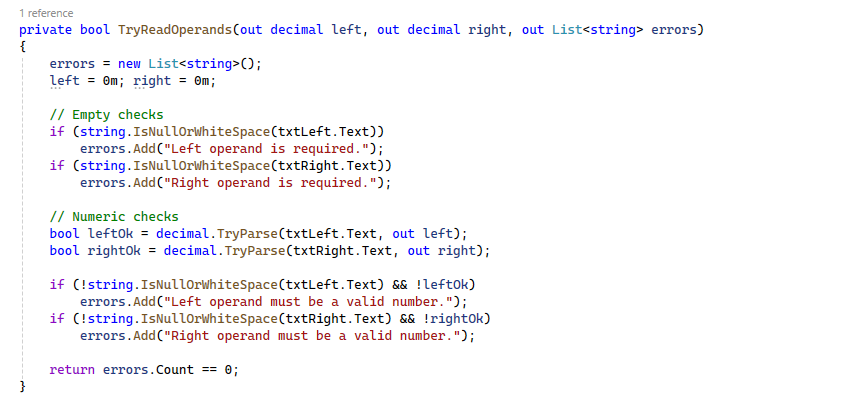 1 reference
private bool TryReadOperands(out decimal left, out decimal right, out List<string> errors)
{
    errors = new List<string>();
    left = 0m; right = 0m;

    // Empty checks
    if (string.IsNullOrWhiteSpace(txtLeft.Text))
        errors.Add("Left operand is required.");
    if (string.IsNullOrWhiteSpace(txtRight.Text))
        errors.Add("Right operand is required.");

    // Numeric checks
    bool leftOk = decimal.TryParse(txtLeft.Text, out left);
    bool rightOk = decimal.TryParse(txtRight.Text, out right);

    if (!string.IsNullOrWhiteSpace(txtLeft.Text) && !leftOk)
        errors.Add("Left operand must be a valid number.");
    if (!string.IsNullOrWhiteSpace(txtRight.Text) && !rightOk)
        errors.Add("Right operand must be a valid number.");

    return errors.Count == 0;
}